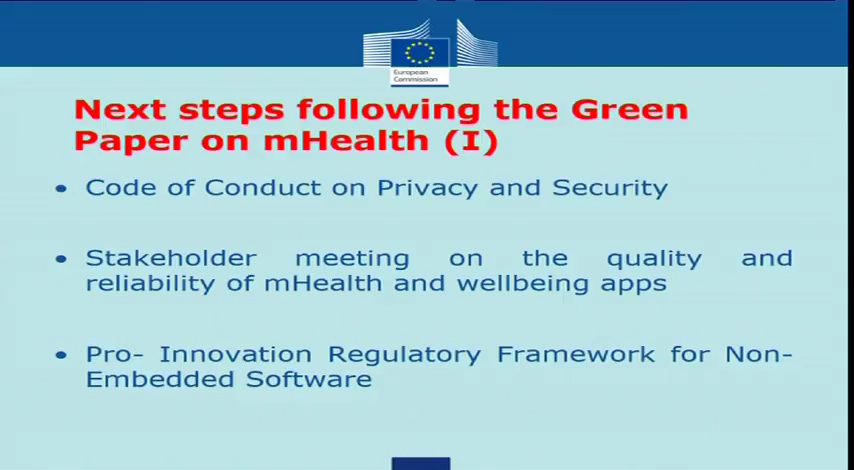 European
Commission
Next steps following the Green
Paper on mHealth (I)
• Code of Conduct on Privacy and Security
• Stakeholder meeting on the quality and
reliability of mHealth and wellbeing apps
• Pro- Innovation Regulatory Framework for Non-
Embedded Software